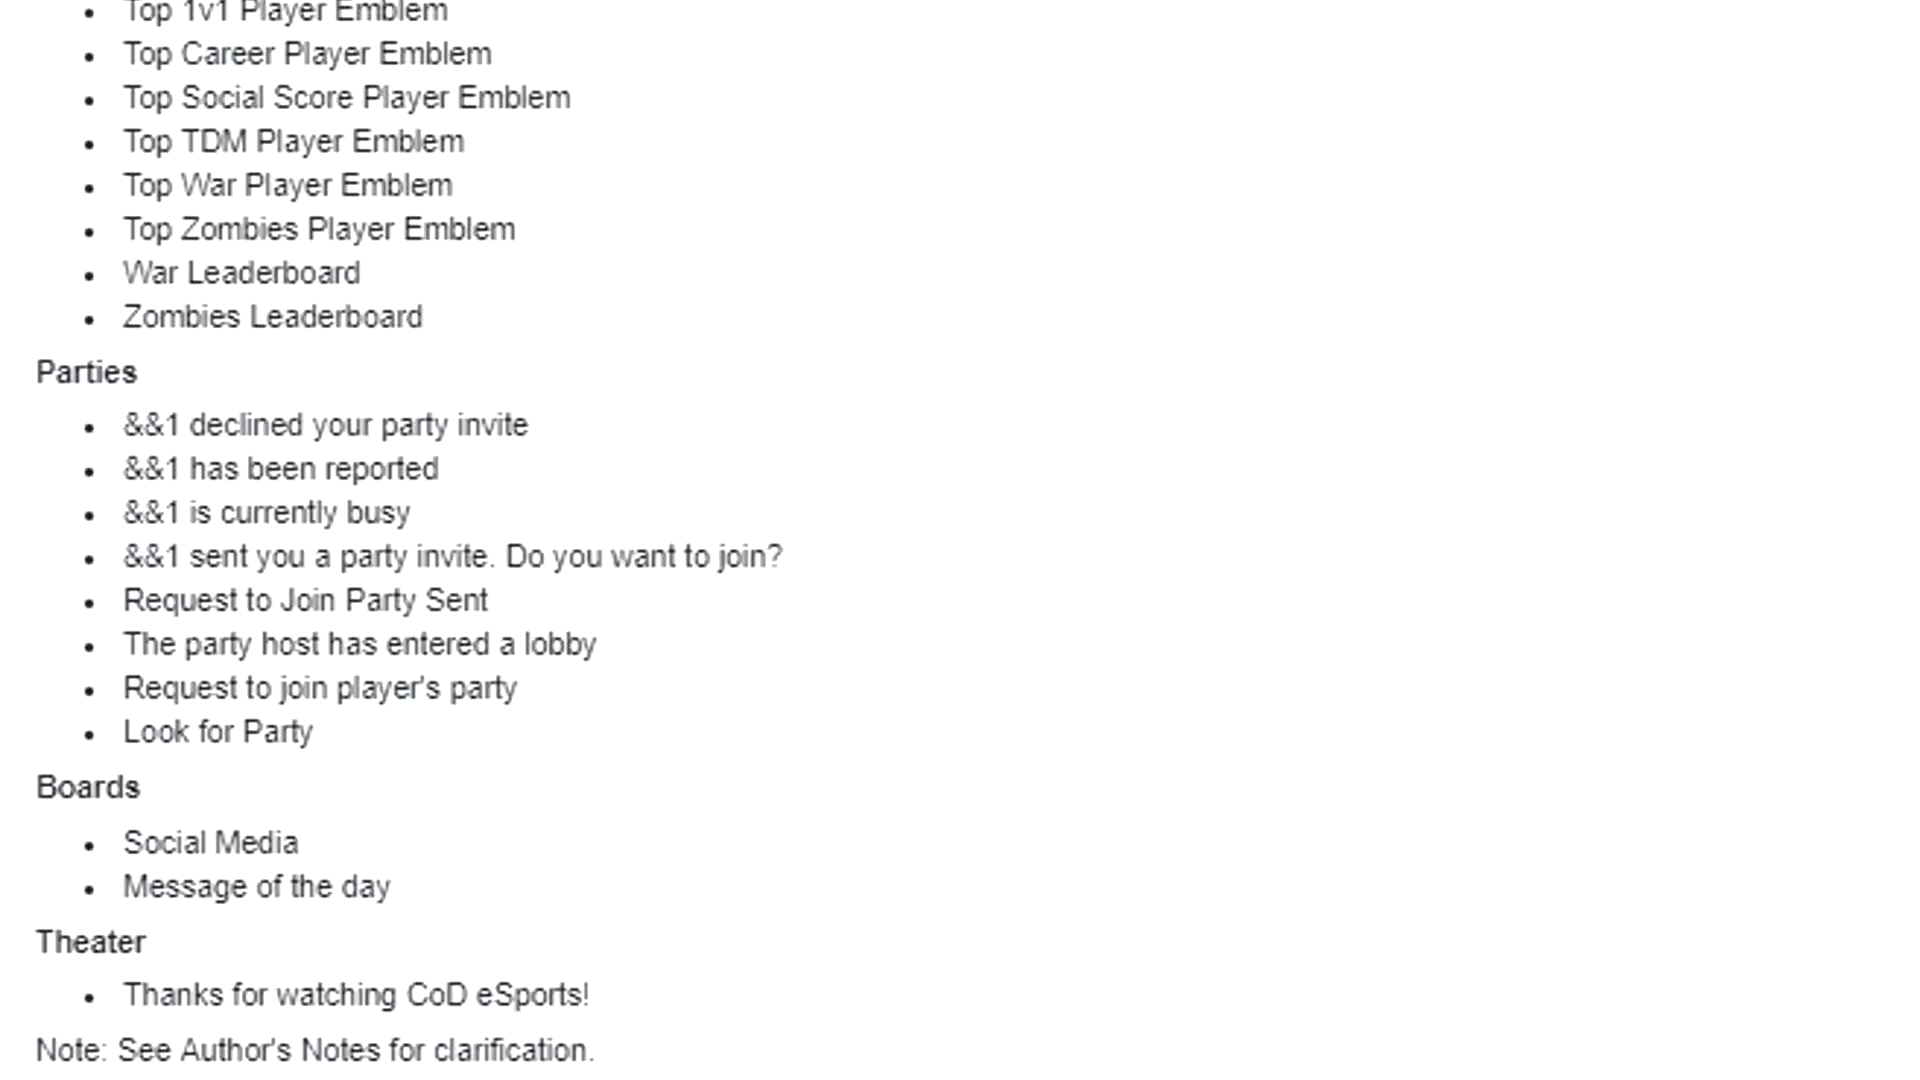 Top 1v1 Player Emblem
Top Career Player Emblem
Top Social Score Player Emblem
Top TDM Player Emblem
Top War Player Emblem
Top Zombies Player Emblem
War Leaderboard
Zombies Leaderboard
Parties
&&1 declined your party invite
&&1 has been reported
&&1 is currently busy
&&1 sent you a party invite. Do you want to join?
Request to Join Party Sent
The party host has entered a lobby
Request to join player's party
Look for Party
Boards
Social Media
Message of the day
Theater
Thanks for watching CoD eSports!
Note: See Author's Notes for clarification.